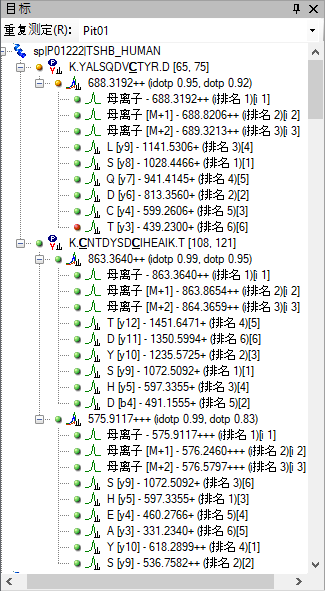 目标
重复测定(R): Pit01
sp|P01222|TSHB_HUMAN
K.YALSQDVCTYR.D [65, 75]
688.3192++ (idotp 0.95, rdotp 0.92)
母离子 - 688.3192++ (排名 1)[i 1]
母离子 [M+1] - 688.8206++ (排名 2)[i 2]
母离子 [M+2] - 689.3213++ (排名 3)[i 3]
L [y9] - 1141.5306+ (排名 3)[4]
S [y8] - 1028.4466+ (排名 1)[1]
Q [y7] - 941.4145+ (排名 4)[5]
D [y6] - 813.3560+ (排名 2)[2]
C [y4] - 599.2606+ (排名 5)[3]
T [y3] - 439.2300+ (排名 6)[6]
K.CNTDYSDCIHEAIK.T [108, 121]
863.3640++ (idotp 0.99, dotp 0.95)
母离子 - 863.3640++ (排名 1)[i 1]
母离子 [M+1] - 863.8654++ (排名 2)[i 2]
母离子 [M+2] - 864.3659++ (排名 3)[i 3]
T [y12] - 1451.6471+ (排名 4)[5]
D [y11] - 1350.5994+ (排名 6)[6]
Y [y10] - 1235.5725+ (排名 2)[3]
S [y9] - 1072.5092+ (排名 1)[1]
H [y5] - 597.3355+ (排名 3)[4]
D [b4] - 491.1555+ (排名 5)[2]
575.9117+++ (idotp 0.99, dotp 0.83)
母离子 - 575.9117+++ (排名 1)[i 1]
母离子 [M+1] - 576.2460+++ (排名 2)[i 2]
母离子 [M+2] - 576.5797+++ (排名 3)[i 3]
S [y9] - 1072.5092+ (排名 3)[6]
H [y5] - 597.3355+ (排名 1)[3]
E [y4] - 460.2766+ (排名 5)[4]
A [y3] - 331.2340+ (排名 6)[5]
Y [y10] - 618.2899++ (排名 4)[1]
S [y9] - 536.7582++ (排名 2)[2]